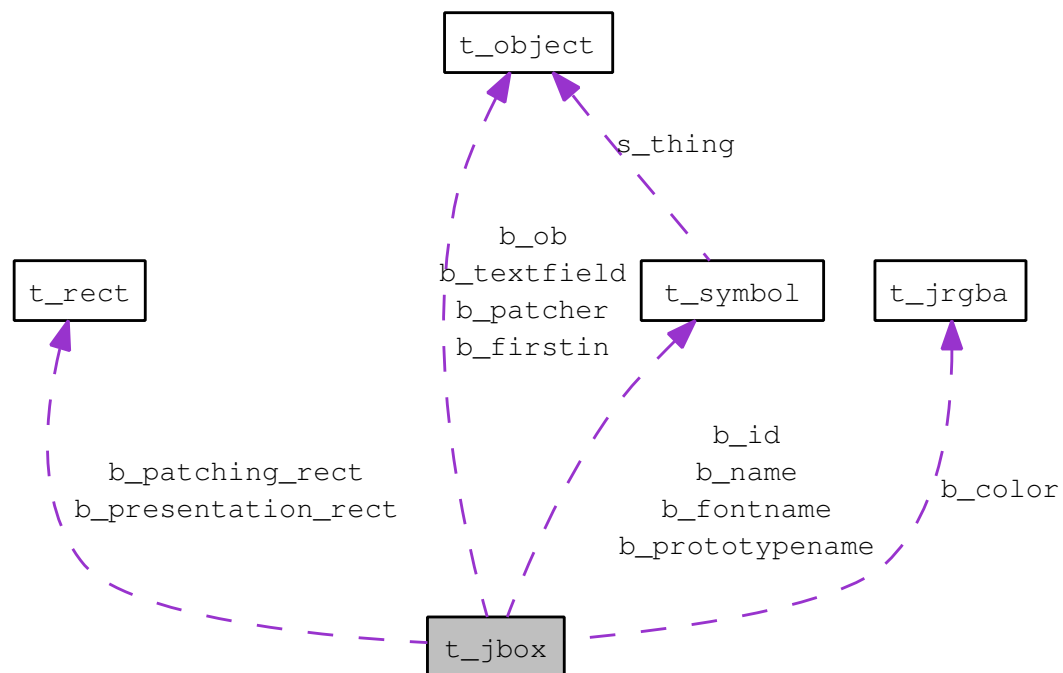 t_object
s_thing
b_ob
b_textfield
b_patcher
b_firstin
t_rect
t_symbol
t_jrgba
b_patching_rect
b_presentation_rect
b_id
b_name
b_fontname
b_prototypename
b_color
t_jbox